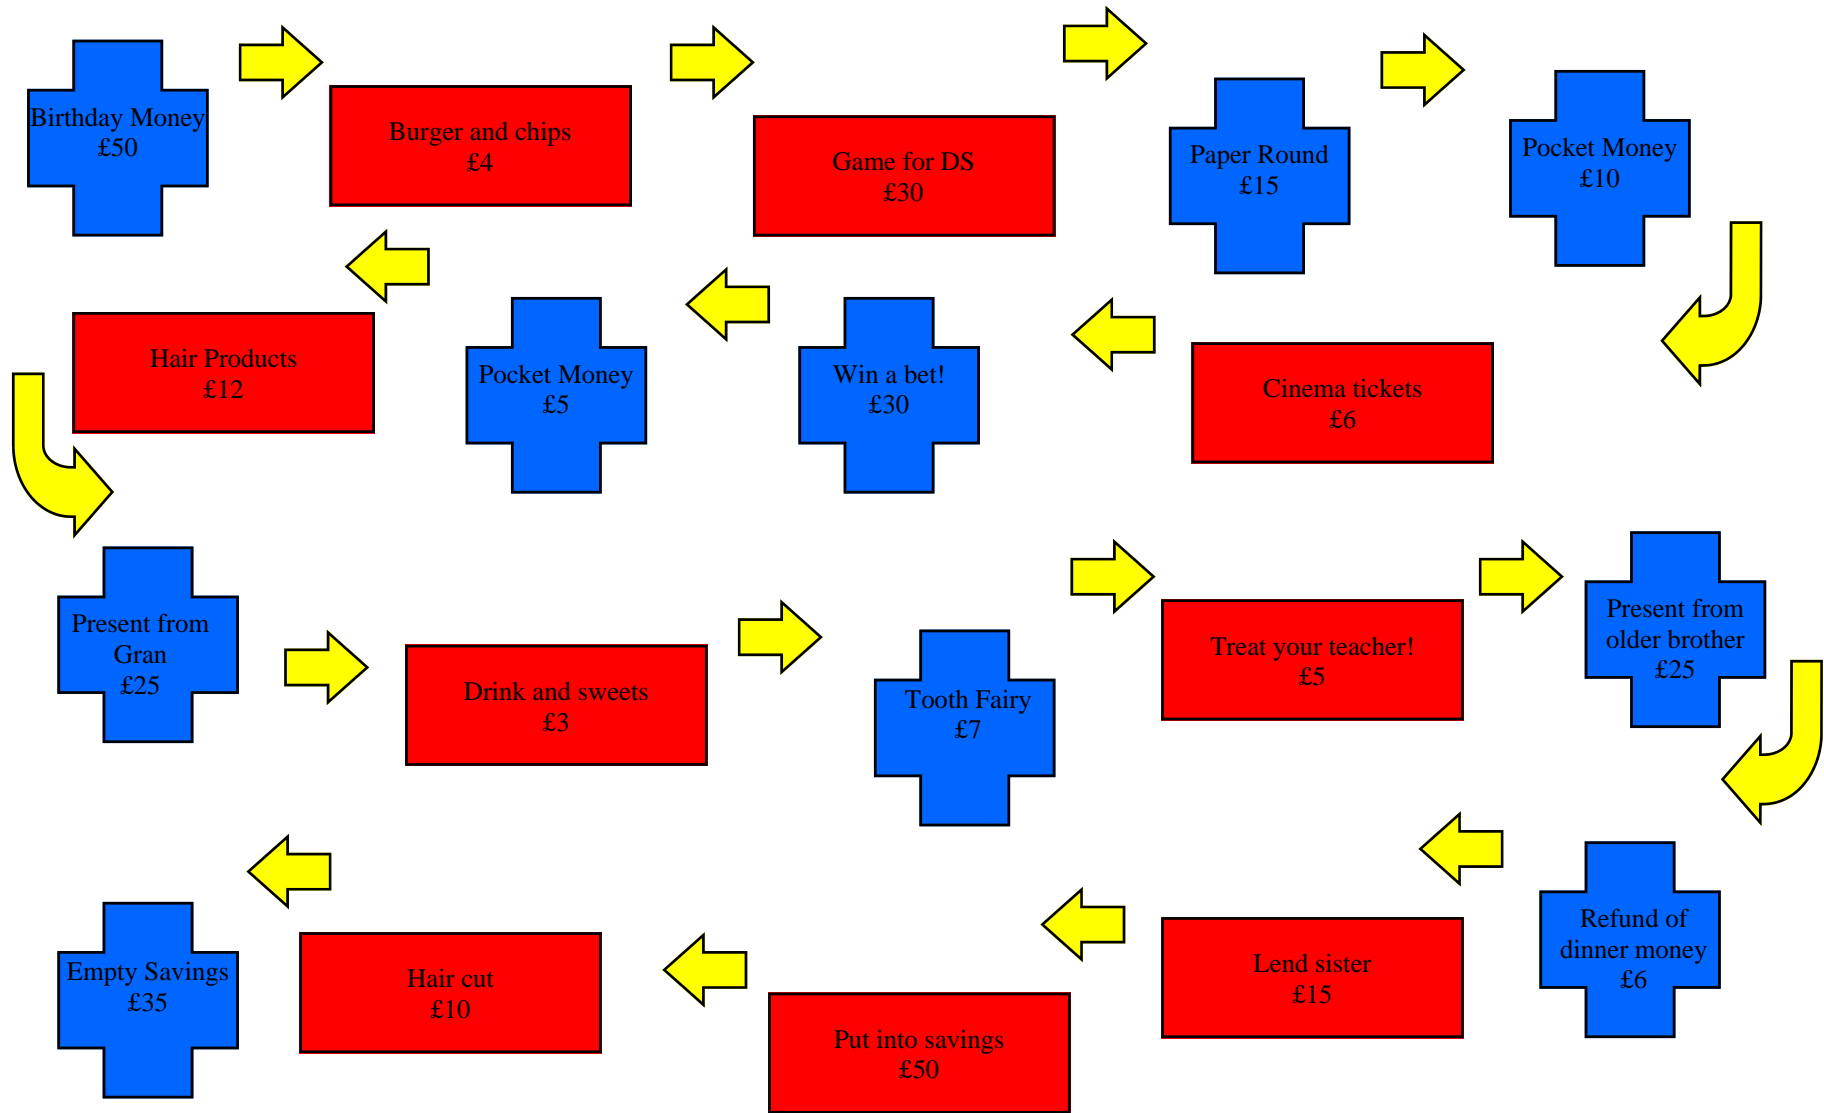 Birthday Money
£50
Burger and chips
£4
Game for DS
£30
Paper Round
£15
Pocket Money
£10
Cinema tickets
£6
Win a bet!
£30
Pocket Money
£5
Hair Products
£12
Present from
Gran
£25
Drink and sweets
£3
Tooth Fairy
£7
Treat your teacher!
£5
Present from
older brother
£25
Refund of
dinner money
£6
Lend sister
£15
Put into savings
£50
Hair cut
£10
Empty Savings
£35